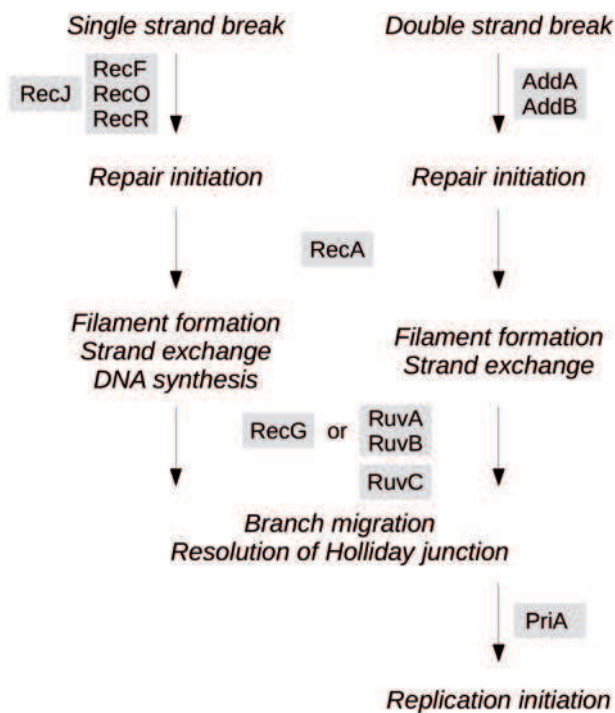 Single strand break
Double strand break
RecJ
RecF
RecO
RecR
AddA
AddB
Repair initiation
Repair initiation
RecA
Filament formation
Strand exchange
DNA synthesis
Filament formation
Strand exchange
RecG or RuvA
RuvB
RuvC
Branch migration
Resolution of Holliday junction
PriA
Replication initiation